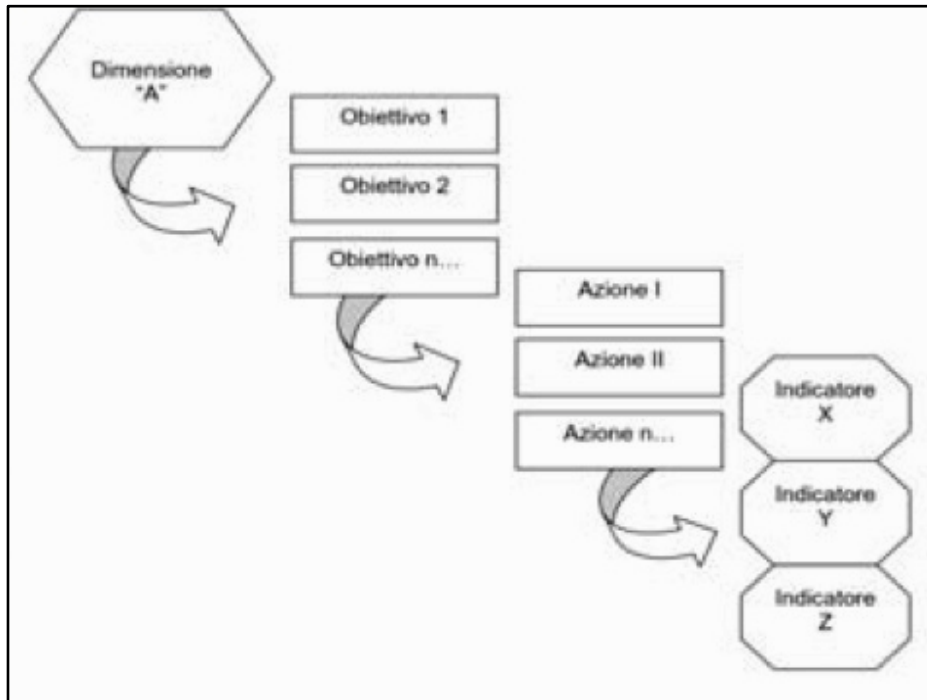 Dimensione
"A"
Obiettivo 1
Obiettivo 2
Obiettivo n...
Azione I
Azione II
Azione n...
Indicatore
X
Indicatore
Y
Indicatore
Z